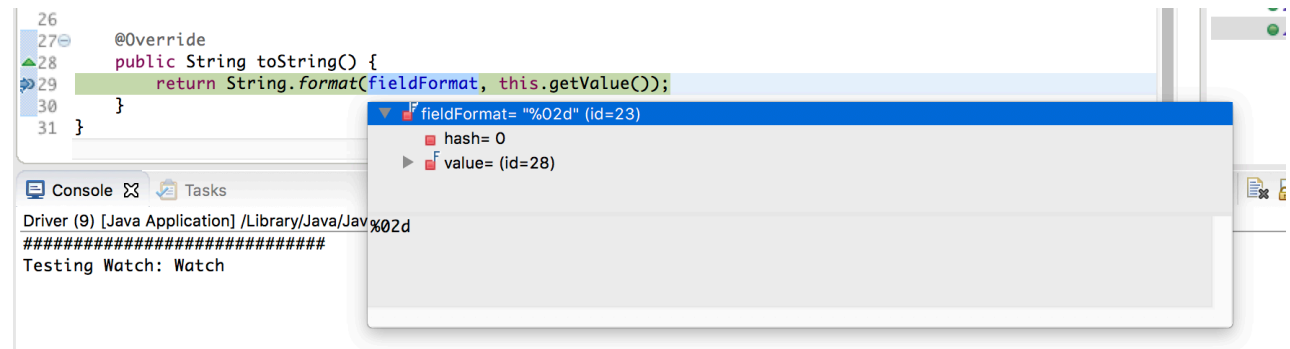 26
27 @Override
28 public String toString() {
29 return String.format(fieldFormat, this.getValue());
30 }
31 }
fieldFormat= "%02d" (id=23)
hash= 0
value= (id=28)
%02d
Console Tasks
Driver (9) [Java Application] /Library/Java/Jav
##############################
Testing Watch: Watch